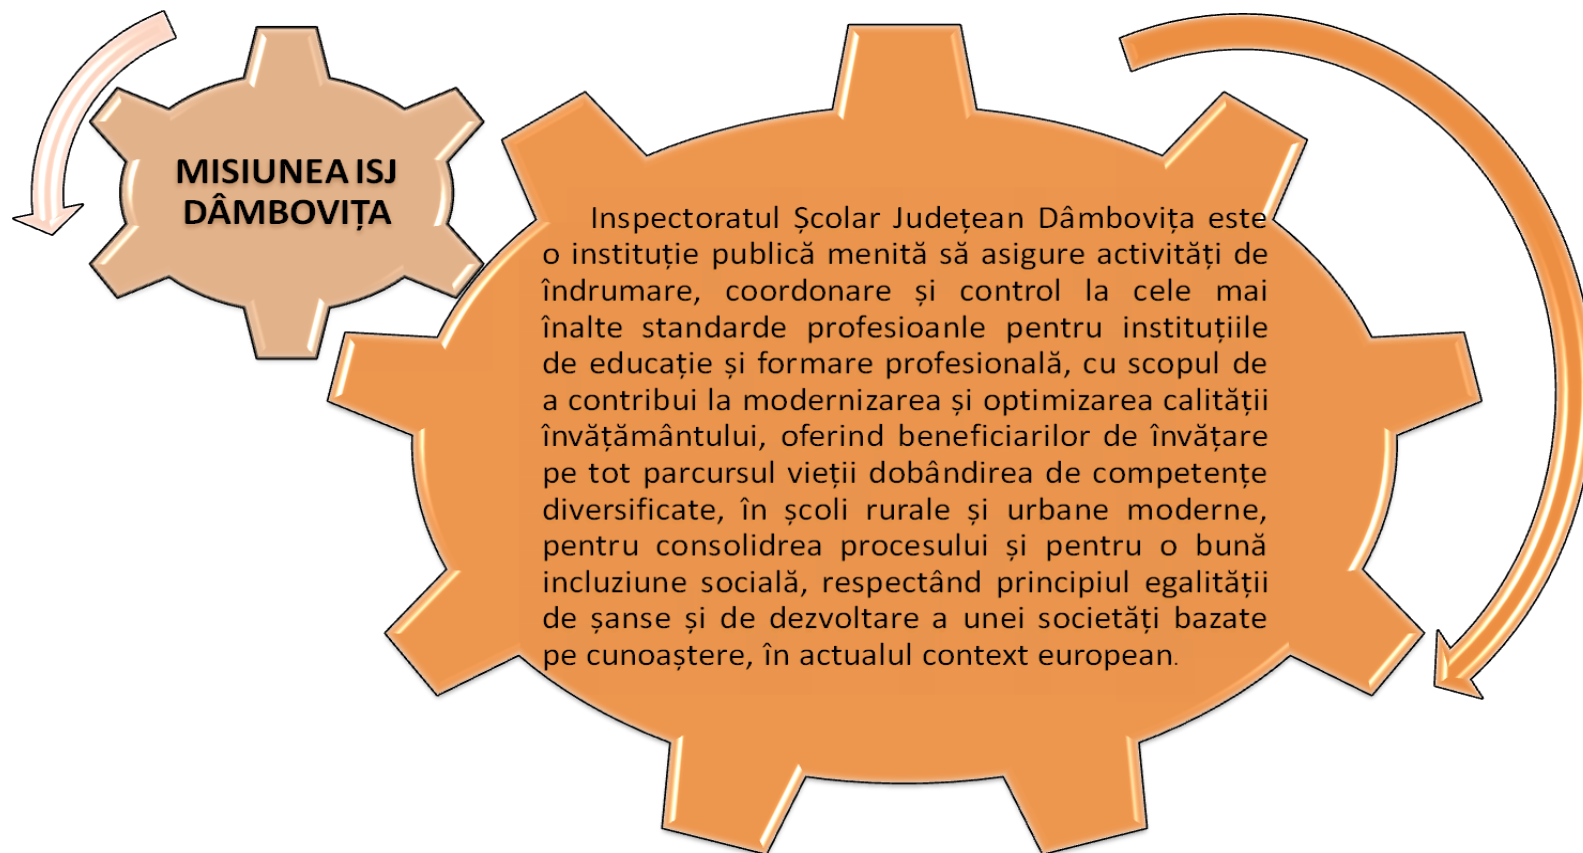 MISIUNEA ISJ
DÂMBOVIȚA
Inspectoratul Școlar Județean Dâmbovița este
o instituție publică menită să asigure activități de
îndrumare, coordonare și control la cele mai
înalte standarde profesioanle pentru instituțiile
de educație și formare profesională, cu scopul de
a contribui la modernizarea și optimizarea calității
învățământului, oferind beneficiarilor de învățare
pe tot parcursul vieții dobândirea de competențe
diversificate, în școli rurale și urbane moderne,
pentru consolidrea procesului și pentru o bună
incluziune socială, respectând principiul egalității
de șanse și de dezvoltare a unei societăți bazate
pe cunoaștere, în actualul context european.